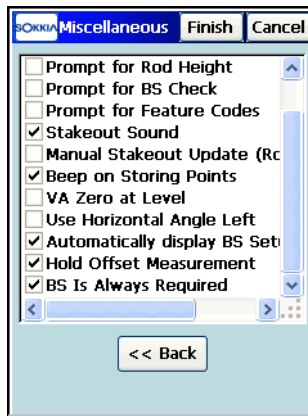 SOKKIA Miscellaneous Finish Cancel
Prompt for Rod Height
Prompt for BS Check
Prompt for Feature Codes
Stakeout Sound
Manual Stakeout Update (Ro
Beep on Storing Points
VA Zero at Level
Use Horizontal Angle Left
Automatically display BS Set
Hold Offset Measurement
BS Is Always Required
<< Back